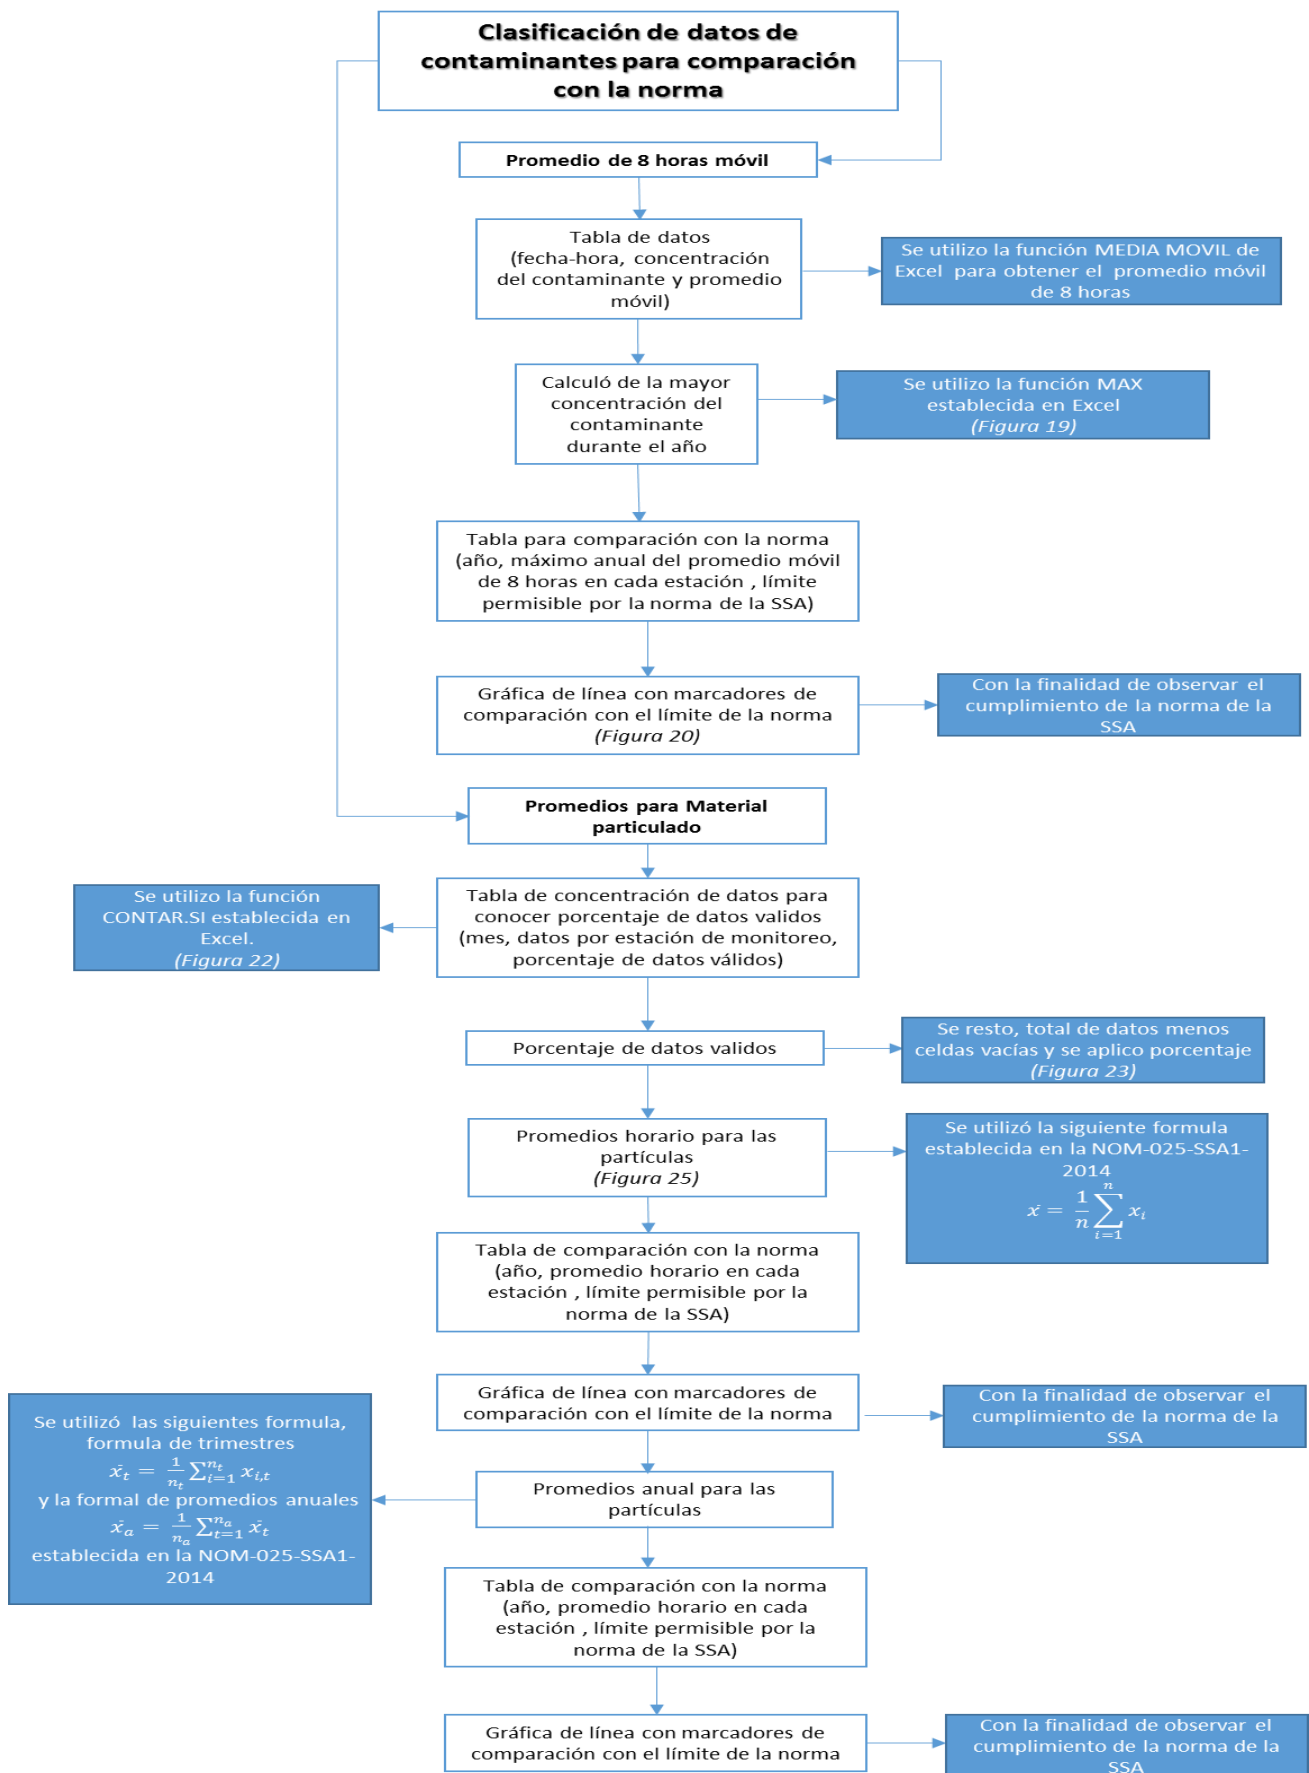 Clasificación de datos de
contaminantes para comparación
con la norma
Promedio de 8 horas móvil
Tabla de datos
(fecha-hora, concentración
del contaminante y promedio
móvil)
Se utilizo la función MEDIA MOVIL de
Excel para obtener el promedio móvil
de 8 horas
Calculó de la mayor
concentración del
contaminante
durante el año
Se utilizo la función MAX
establecida en Excel
(Figura 19)
Tabla para comparación con la norma
(año, máximo anual del promedio móvil
de 8 horas en cada estación , límite
permisible por la norma de la SSA)
Gráfica de línea con marcadores de
comparación con el límite de la norma
(Figura 20)
Con la finalidad de observar el
cumplimiento de la norma de la
SSA
Promedios para Material
particulado
Se utilizo la función
CONTAR.SI establecida en
Excel.
(Figura 22)
Tabla de concentración de datos para
conocer porcentaje de datos validos
(mes, datos por estación de monitoreo,
porcentaje de datos válidos)
Porcentaje de datos validos
Se resto, total de datos menos
celdas vacías y se aplico porcentaje
(Figura 23)
Promedios horario para las
partículas
(Figura 25)
Se utilizó la siguiente formula
establecida en la NOM-025-SSA1-
2014
x̄ = 1/n ∑_{i=1}^{n} x_i
Tabla de comparación con la norma
(año, promedio horario en cada
estación , límite permisible por la
norma de la SSA)
Gráfica de línea con marcadores de
comparación con el límite de la norma
Con la finalidad de observar el
cumplimiento de la norma de la
SSA
Se utilizó las siguientes formula,
formula de trimestres
x̄_t = 1/n_t ∑_{i=1}^{n_t} x_{i,t}
y la formal de promedios anuales
x̄_a = 1/n_a ∑_{t=1}^{n_a} x̄_t
establecida en la NOM-025-SSA1-
2014
Promedios anual para las
partículas
Tabla de comparación con la norma
(año, promedio horario en cada
estación , límite permisible por la
norma de la SSA)
Gráfica de línea con marcadores de
comparación con el límite de la norma
Con la finalidad de observar el
cumplimiento de la norma de la
SSA